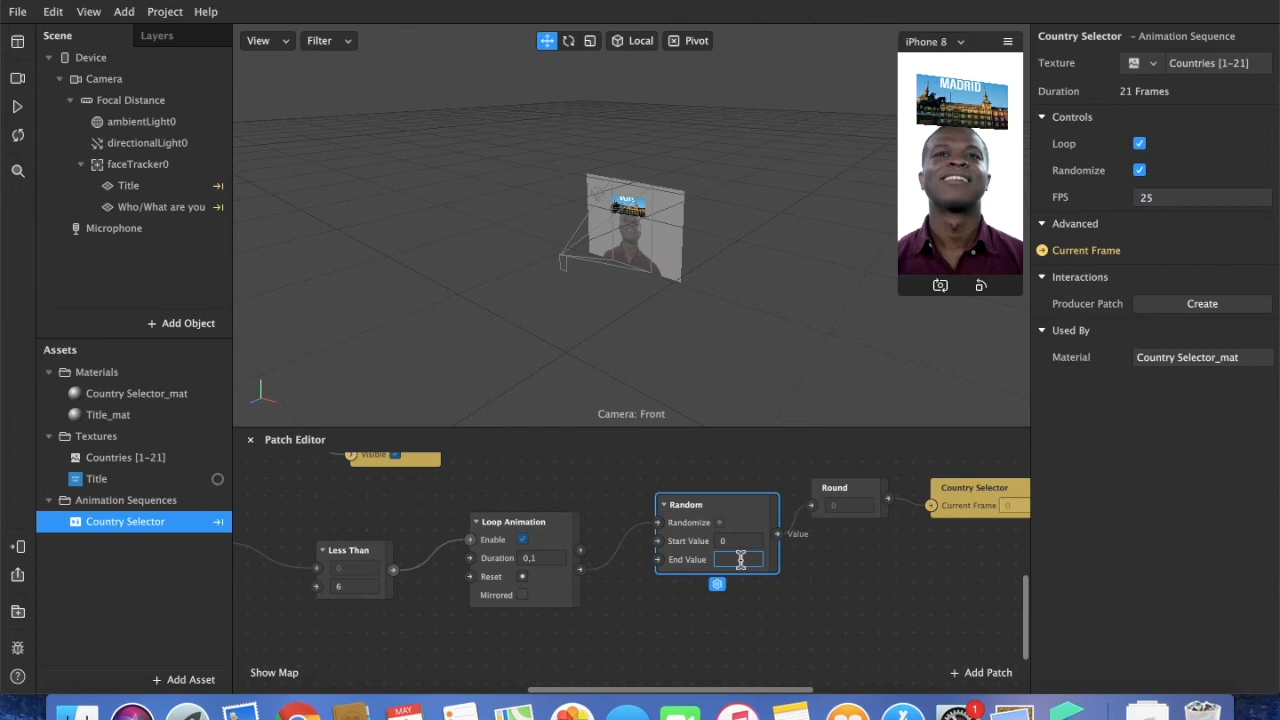 File Edit View Add Project Help
Scene Layers
Device
Camera
Focal Distance
ambientLight0
directionalLight0
faceTracker0
Title
Who/What are you
Microphone
+ Add Object
Assets
Materials
Country Selector_mat
Title_mat
Textures
Countries [1-21]
Title
Animation Sequences
Country Selector
+ Add Asset
View Filter Local Pivot
Camera: Front
iPhone 8
MADRID
Patch Editor
Visible
Less Than
0
6
Loop Animation
Enable
Duration 0,1
Reset
Mirrored
Random
Randomize
Start Value 0
End Value
Value
Round
0
Country Selector
Current Frame 0
Show Map
+ Add Patch
Country Selector - Animation Sequence
Texture Countries [1-21]
Duration 21 Frames
Controls
Loop
Randomize
FPS 25
Advanced
Current Frame
Interactions
Producer Patch Create
Used By
Material Country Selector_mat
MAY
1